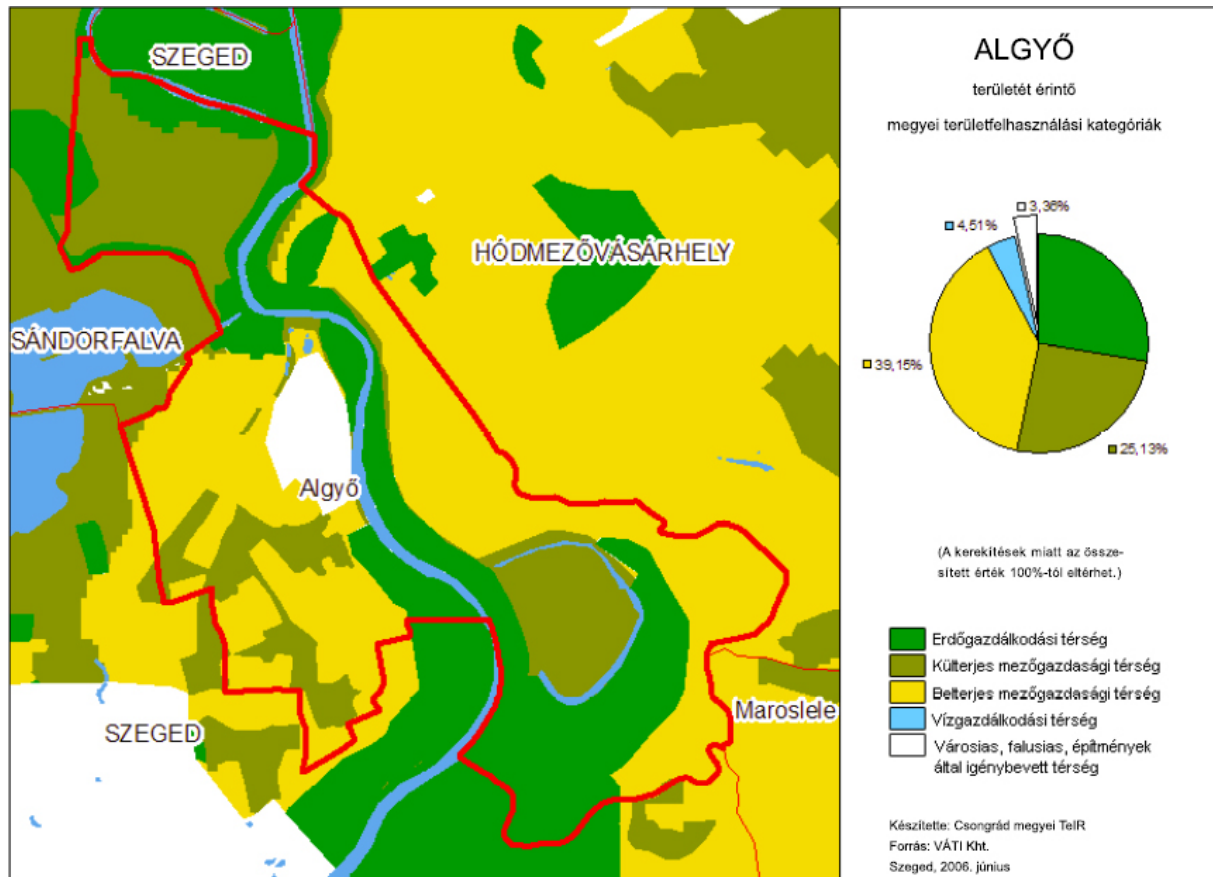 SZEGED
HÓDMEZŐVÁSÁRHELY
SÁNDORFALVA
Algyő
SZEGED
Maroslele
ALGYŐ
területét érintő
megyei területfelhasználási kategóriák
3,36%
4,51%
39,15%
25,13%
(A kerekítések miatt az össze-
sített érték 100%-tól eltérhet.)
Erdőgazdálkodási térség
Külterjes mezőgazdasági térség
Belterjes mezőgazdasági térség
Vízgazdálkodási térség
Városias, falusias, építmények
által igénybevett térség
Készítette: Csongrád megyei TeIR
Forrás: VÁTI Kht.
Szeged, 2006. június